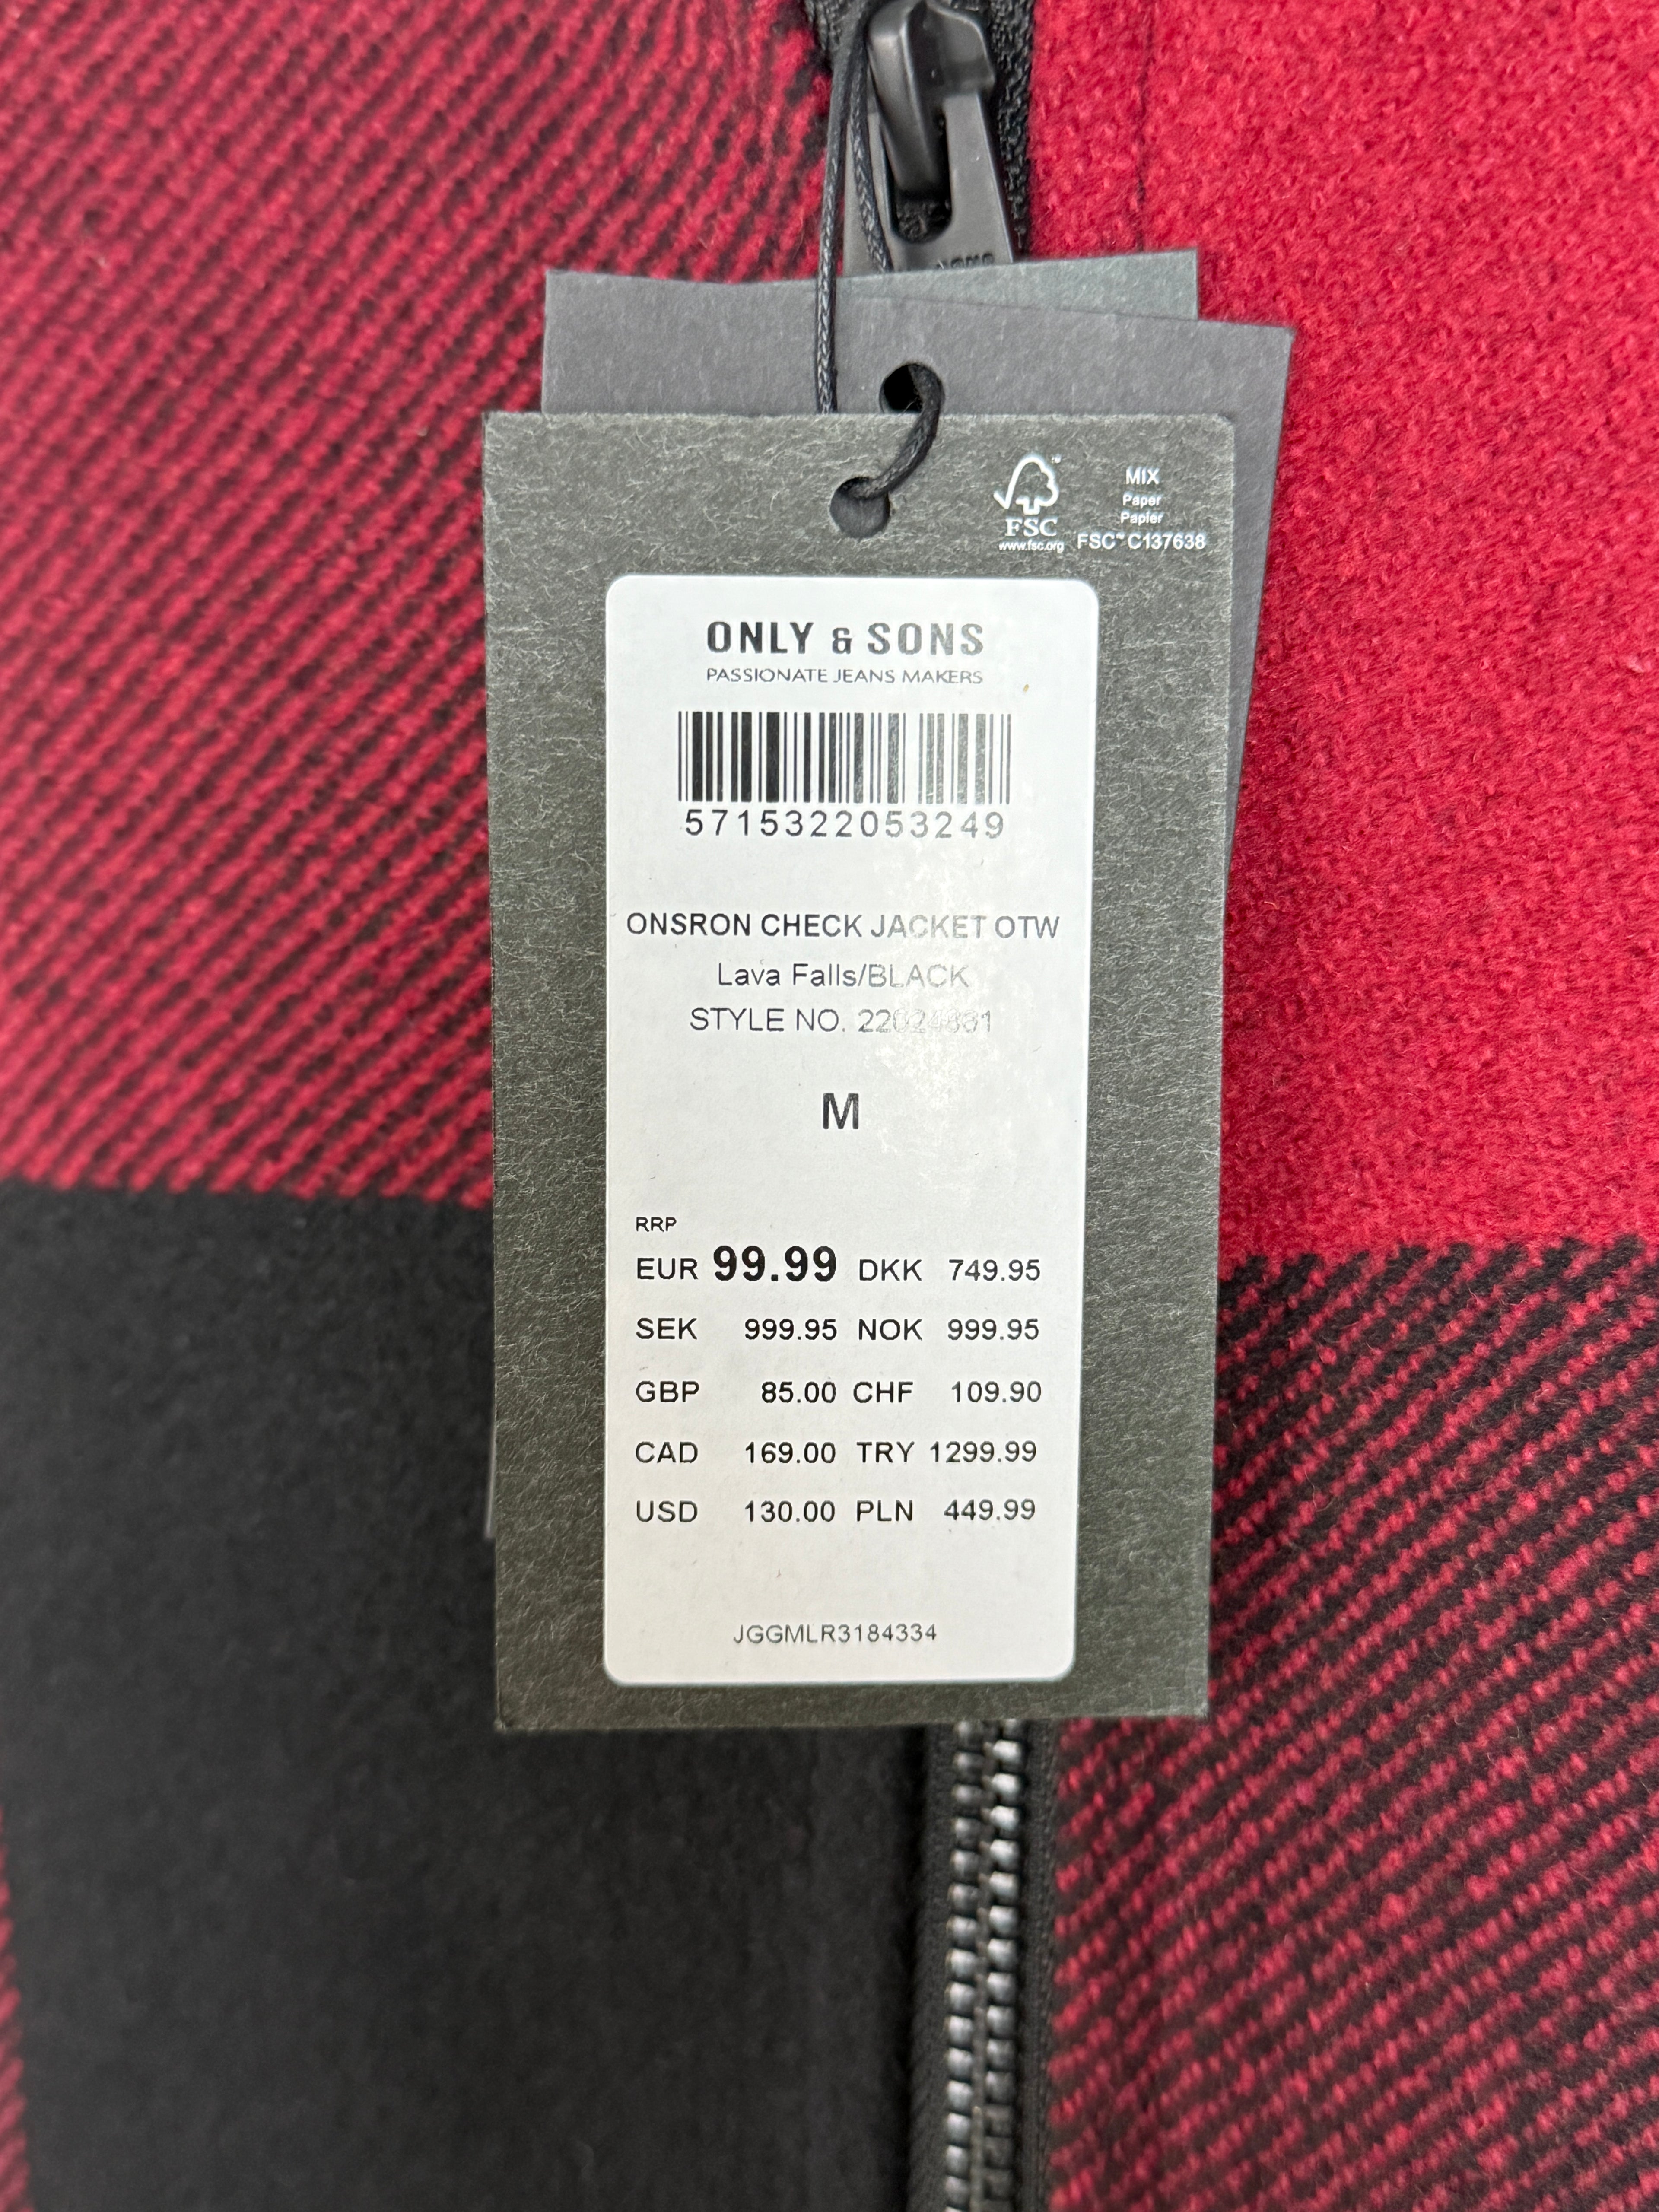 FSC
www.fsc.org
MIX
Paper
Papier
FSC™ C137638
ONLY & SONS
PASSIONATE JEANS MAKERS
5715322053249
ONSRON CHECK JACKET OTW
Lava Falls/BLACK
STYLE NO.
M
RRP
EUR 99.99 DKK 749.95
SEK 999.95 NOK 999.95
GBP 85.00 CHF 109.90
CAD 169.00 TRY 1299.99
USD 130.00 PLN 449.99
JGGMLR3184334